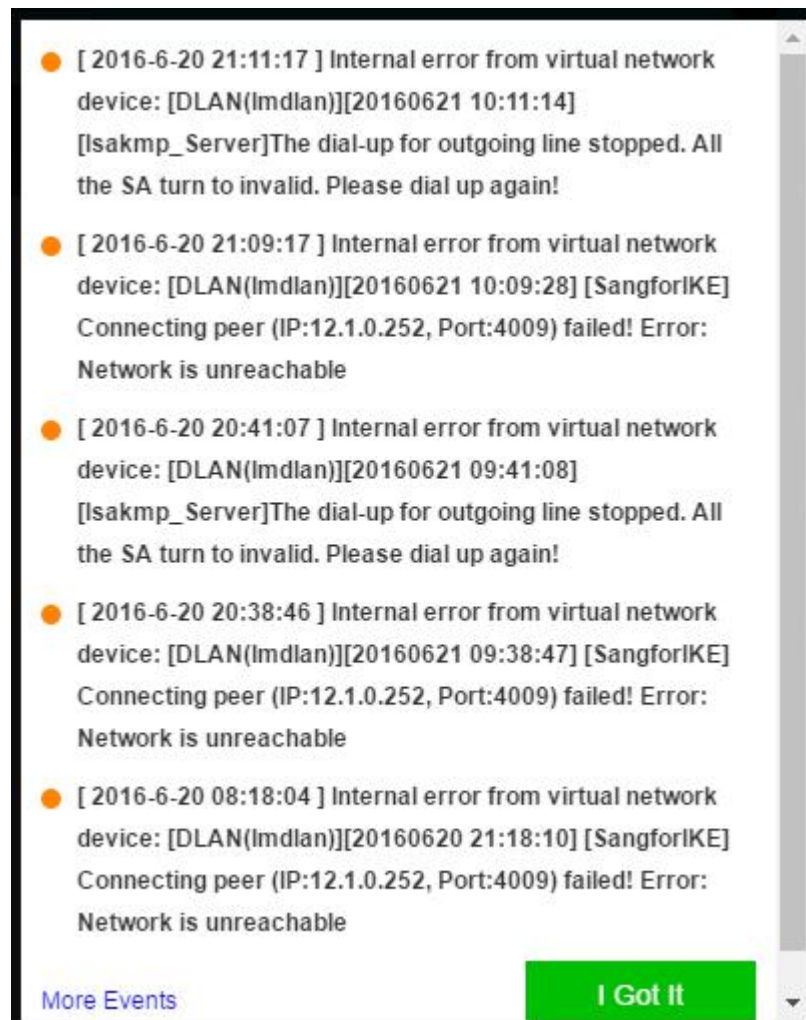 [ 2016-6-20 21:11:17 ] Internal error from virtual network
device: [DLAN(lmdlan)][20160621 10:11:14]
[Isakmp_Server]The dial-up for outgoing line stopped. All
the SA turn to invalid. Please dial up again!
[ 2016-6-20 21:09:17 ] Internal error from virtual network
device: [DLAN(lmdlan)][20160621 10:09:28] [SangforIKE]
Connecting peer (IP:12.1.0.252, Port:4009) failed! Error:
Network is unreachable
[ 2016-6-20 20:41:07 ] Internal error from virtual network
device: [DLAN(lmdlan)][20160621 09:41:08]
[Isakmp_Server]The dial-up for outgoing line stopped. All
the SA turn to invalid. Please dial up again!
[ 2016-6-20 20:38:46 ] Internal error from virtual network
device: [DLAN(lmdlan)][20160621 09:38:47] [SangforIKE]
Connecting peer (IP:12.1.0.252, Port:4009) failed! Error:
Network is unreachable
[ 2016-6-20 08:18:04 ] Internal error from virtual network
device: [DLAN(lmdlan)][20160620 21:18:10] [SangforIKE]
Connecting peer (IP:12.1.0.252, Port:4009) failed! Error:
Network is unreachable
More Events
I Got It